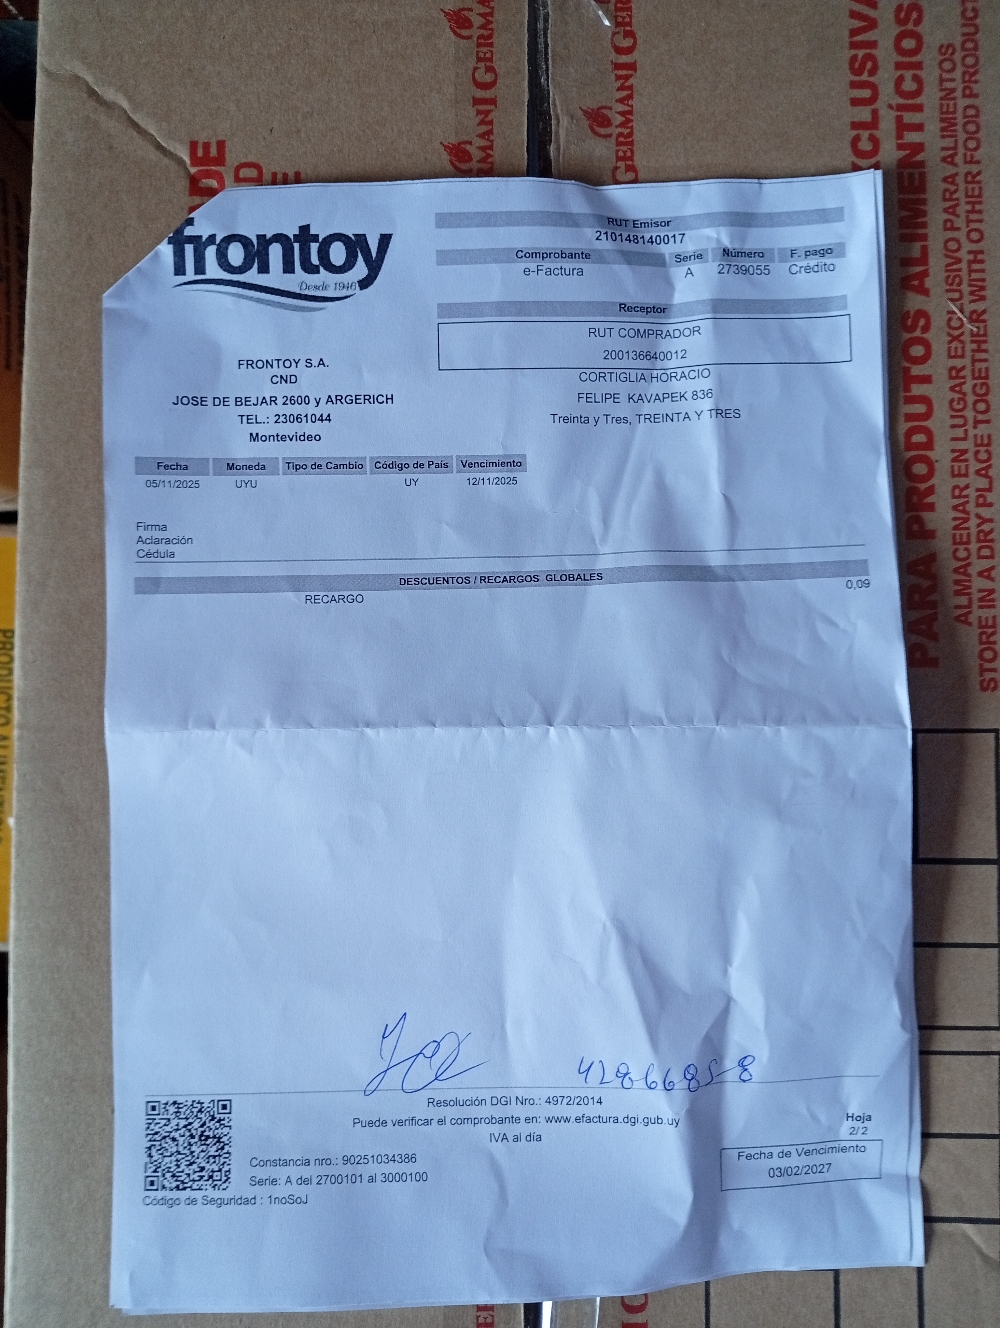 frontoy
Desde 1946
RUT Emisor
210148140017
Comprobante Serie Número F. pago
e-Factura A 2739055 Crédito
Receptor
RUT COMPRADOR
200136640012
CORTIGLIA HORACIO
FELIPE KAVAPEK 836
Treinta y Tres, TREINTA Y TRES
FRONTOY S.A.
CND
JOSE DE BEJAR 2600 y ARGERICH
TEL.: 23061044
Montevideo
Fecha Moneda Tipo de Cambio Código de País Vencimiento
05/11/2025 UYU UY 12/11/2025
Firma
Aclaración
Cédula
DESCUENTOS / RECARGOS GLOBALES
RECARGO 0,09
42866858
Resolución DGI Nro.: 4972/2014
Puede verificar el comprobante en: www.efactura.dgi.gub.uy
IVA al día
Hoja
2/2
Constancia nro.: 90251034386
Serie: A del 2700101 al 3000100
Código de Seguridad : 1noSoJ
Fecha de Vencimiento
03/02/2027
GERMANI
GERMANI
PARA PRODUTOS ALIMENTÍCIOS
ALMACENAR EN LUGAR EXCLUSIVO PARA ALIMENTOS
STORE IN A DRY PLACE TOGETHER WITH OTHER FOOD PRODUCT